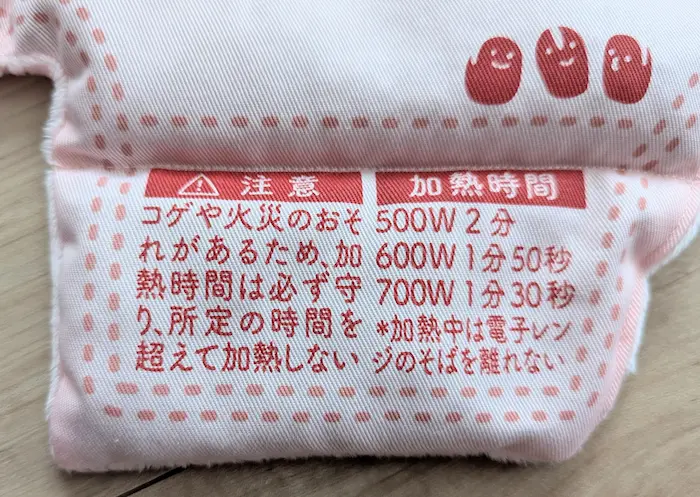 ⚠注意
コゲや火災のおそ
れがあるため、加
熱時間は必ず守
り、所定の時間を
超えて加熱しない
加熱時間
500W 2分
600W 1分50秒
700W 1分30秒
*加熱中は電子レン
ジのそばを離れない